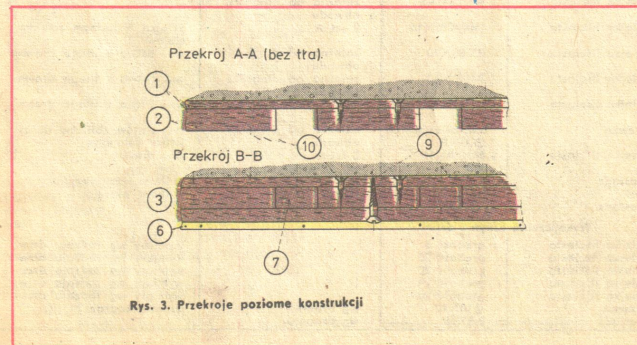 Przekrój A-A (bez tła).
1
2
10
9
Przekrój B-B
3
6
7
Rys. 3. Przekroje poziome konstrukcji